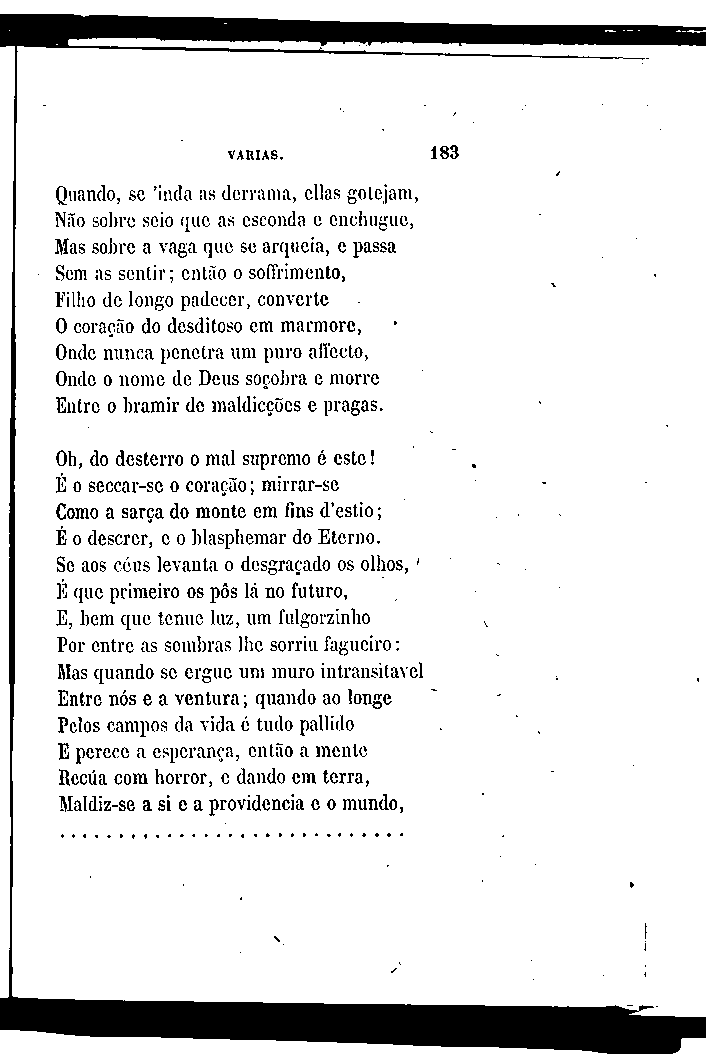 VARIAS. 183
Quando, se 'inda as derrama, ellas gotejam,
Não sobre seio que as esconda e enchugue,
Mas sobre a vaga que se arqueía, e passa
Sem as sentir; então o soffrimento,
Filho de longo padecer, converte
O coração do desditoso em marmore,
Onde nunca penetra um puro affecto,
Onde o nome de Deus soçobra e morre
Entre o bramir de maldicções e pragas.
Oh, do desterro o mal supremo é este!
É o seccar-se o coração; mirrar-se
Como a sarça do monte em fins d'estio;
É o descrer, e o blasphemar do Eterno.
Se aos céus levanta o desgraçado os olhos,
É que primeiro os pôs lá no futuro,
E, bem que tenue luz, um fulgorzinho
Por entre as sombras lhe sorriu fagueiro:
Mas quando se ergue um muro intransitavel
Entre nós e a ventura; quando ao longe
Pelos campos da vida é tudo pallido
E perece a esperança, então a mente
Recúa com horror, e dando em terra,
Maldiz-se a si e a providencia e o mundo,
. . . . . . . . . . . . . . . . . . . . . . . . . . . . .